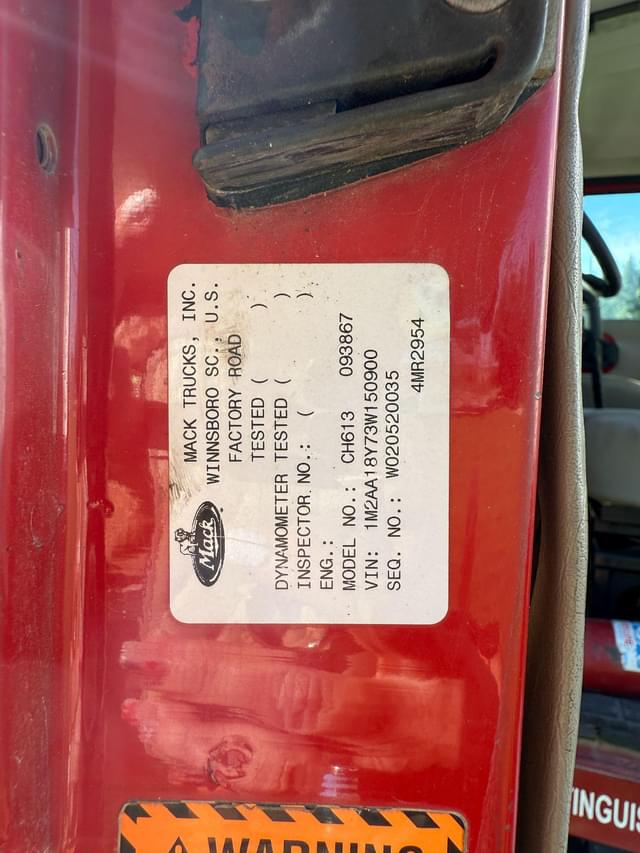 Mack
MACK TRUCKS, INC.
WINNSBORO SC., U.S.
FACTORY ROAD
TESTED ( )
DYNAMOMETER TESTED ( )
INSPECTOR NO.: ( )
ENG.:
MODEL NO.: CH613 093867
VIN: 1M2AA18Y73W150900
SEQ. NO.: W020520035
4MR2954
WARNING
TINGUIS